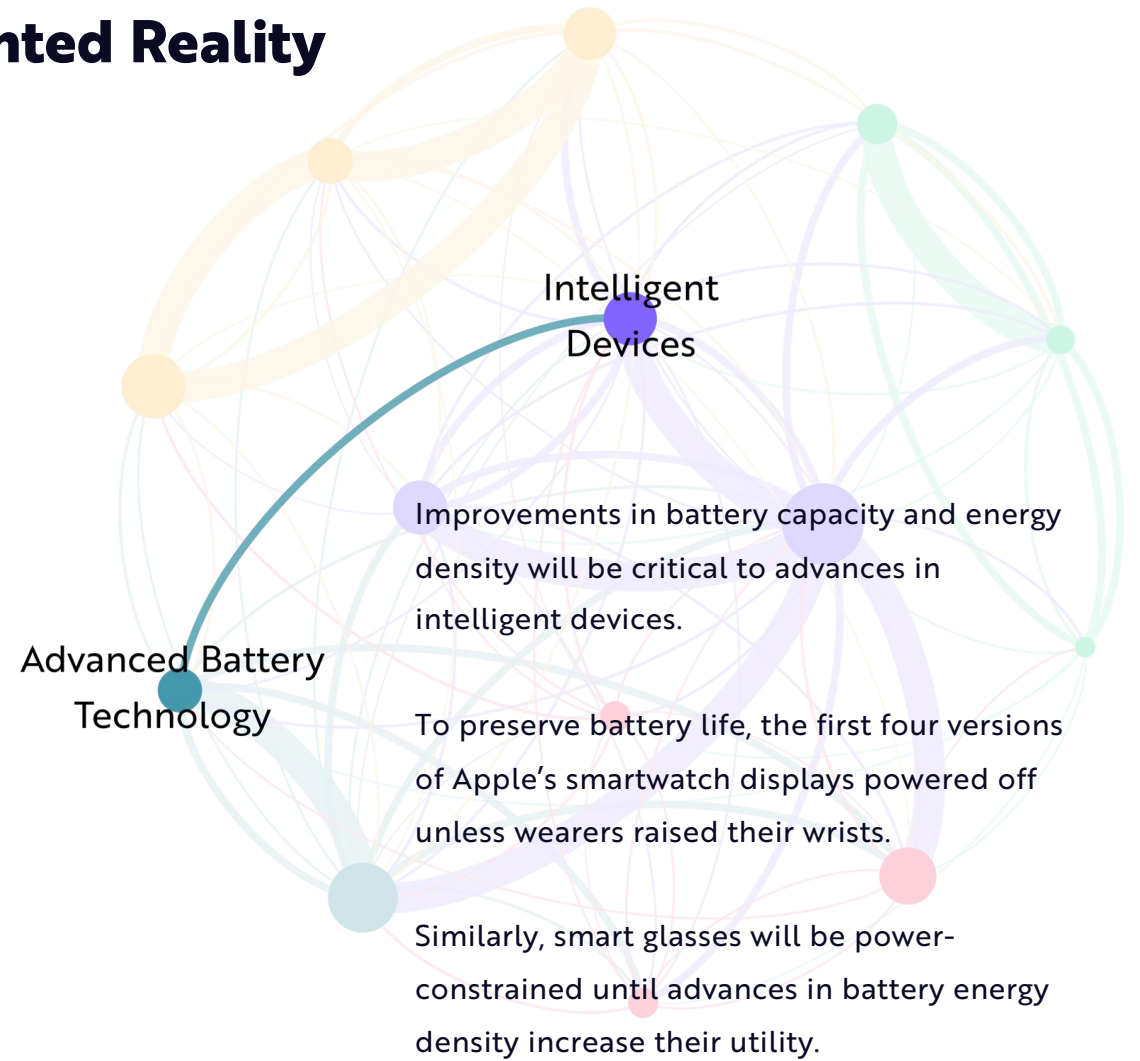 Reality
Intelligent
Devices
Improvements in battery capacity and energy
density will be critical to advances in
intelligent devices.
Advanced Battery
Technology
To preserve battery life, the first four versions
of Apple’s smartwatch displays powered off
unless wearers raised their wrists.
Similarly, smart glasses will be power-
constrained until advances in battery energy
density increase their utility.